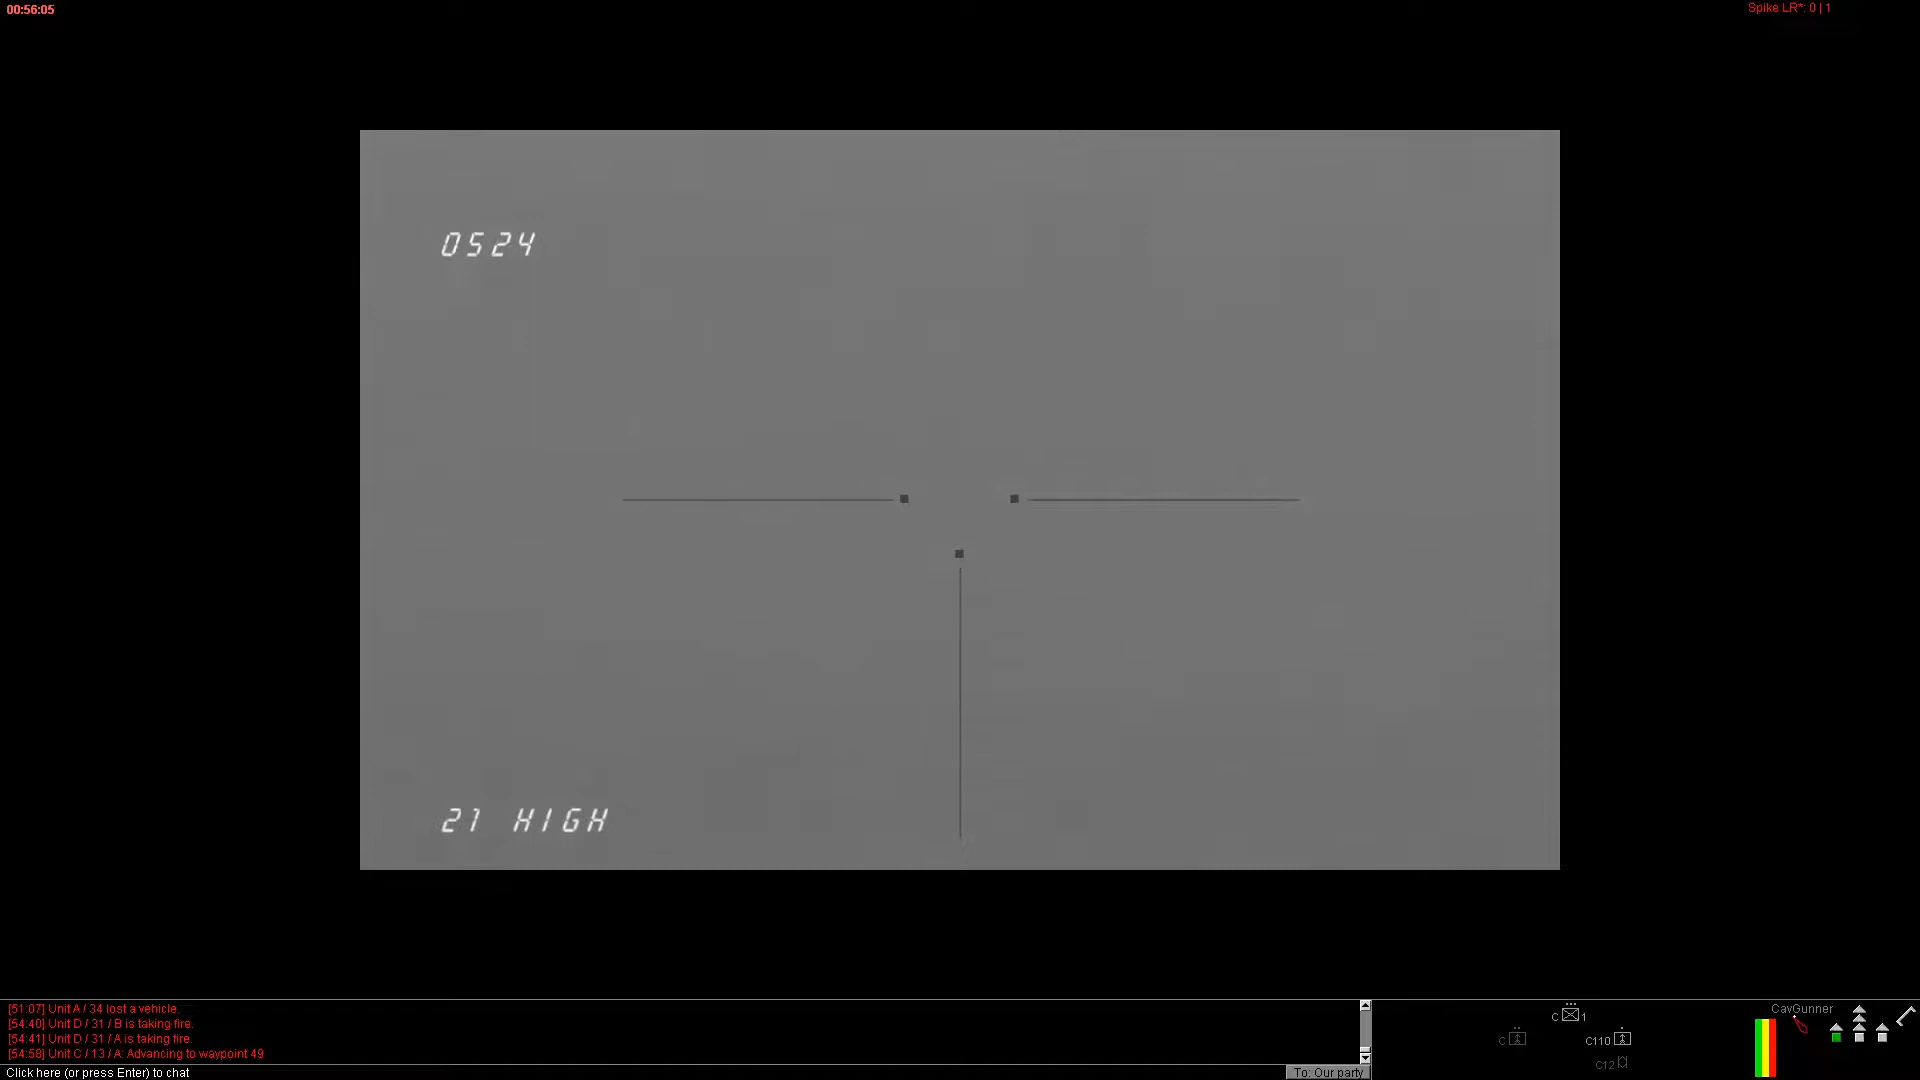 00:56:05
Spike LR*: 0 | 1
0524
27 HIGH
[51:07] Unit A / 34 lost a vehicle.
[54:40] Unit D / 31 / B is taking fire.
[54:41] Unit D / 31 / A is taking fire.
[54:58] Unit C / 13 / A: Advancing to waypoint 49
Click here (or press Enter) to chat
To: Our party
C 1
C
C110
C12
CavGunner